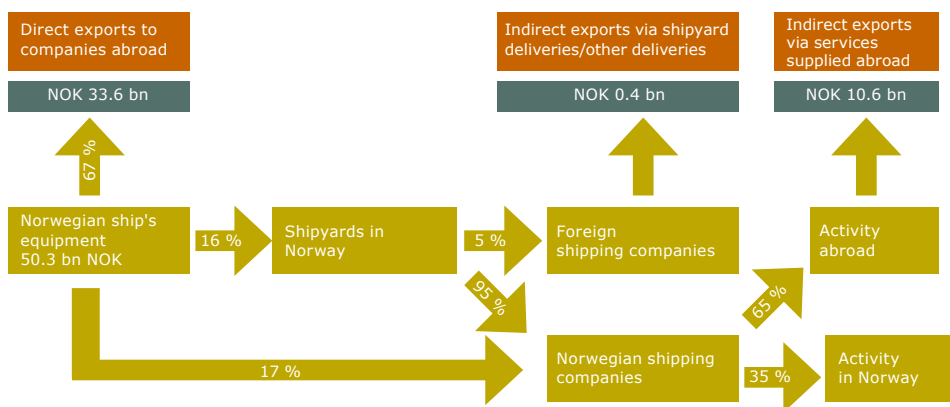 Direct exports to
companies abroad
Indirect exports via shipyard
deliveries/other deliveries
Indirect exports
via services
supplied abroad
NOK 33.6 bn
NOK 0.4 bn
NOK 10.6 bn
67 %
Norwegian ship's
equipment
50.3 bn NOK
16 %
Shipyards in
Norway
5 %
Foreign
shipping companies
Activity
abroad
95 %
65 %
17 %
Norwegian shipping
companies
35 %
Activity
in Norway